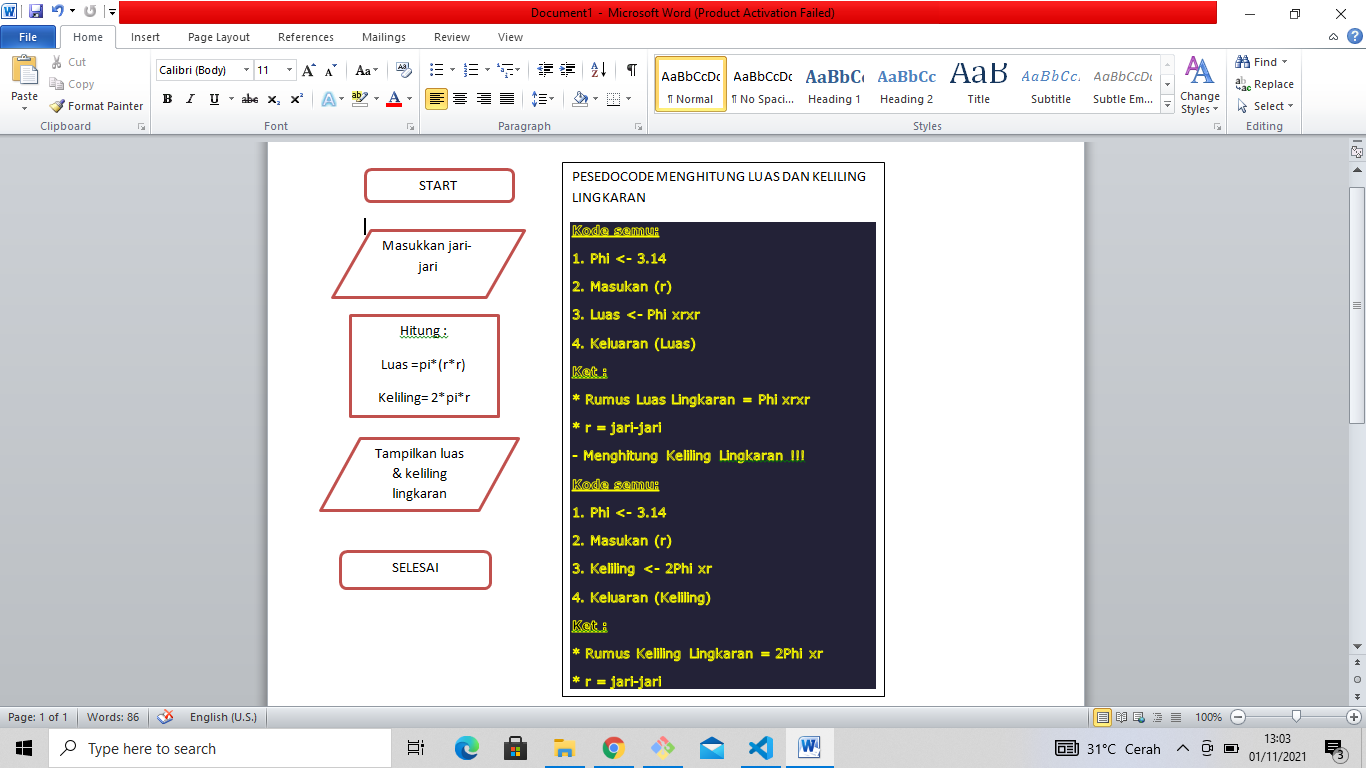 Document1 - Microsoft Word (Product Activation Failed)
File Home Insert Page Layout References Mailings Review View
Paste
Cut
Copy
Format Painter
Clipboard
Calibri (Body) 11
Font
Paragraph
AaBbCcDc AaBbCcDc AaBbCc AaBbCc AaB AaBbCc. AaBbCcDc
¶ Normal ¶ No Spaci... Heading 1 Heading 2 Title Subtitle Subtle Em...
Styles
Change
Styles
Find
Replace
Select
Editing
START
Masukkan jari-
jari
Hitung :
Luas =pi*(r*r)
Keliling= 2*pi*r
Tampilkan luas
& keliling
lingkaran
SELESAI
PESEDOCODE MENGHITUNG LUAS DAN KELILING
LINGKARAN
Kode semu:
1. Phi <- 3.14
2. Masukan (r)
3. Luas <- Phi xrxr
4. Keluaran (Luas)
Ket :
* Rumus Luas Lingkaran = Phi xrxr
* r = jari-jari
- Menghitung Keliling Lingkaran !!!
Kode semu:
1. Phi <- 3.14
2. Masukan (r)
3. Keliling <- 2Phi xr
4. Keluaran (Keliling)
Ket :
* Rumus Keliling Lingkaran = 2Phi xr
* r = jari-jari
Page: 1 of 1 Words: 86 English (U.S.) 100%
Type here to search
31°C Cerah
13:03
01/11/2021
3